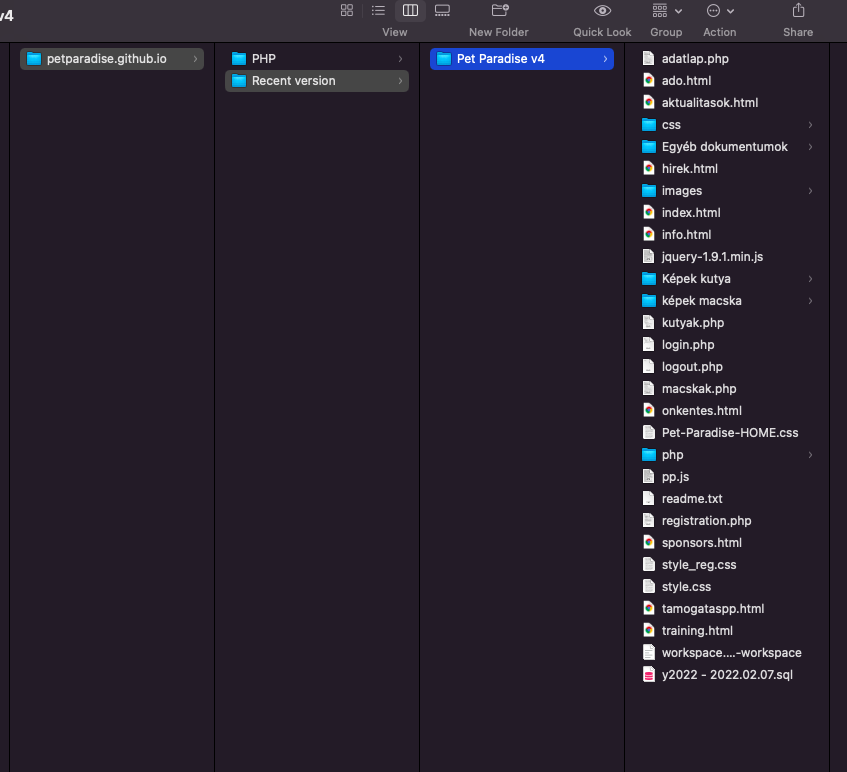 v4
View
New Folder
Quick Look
Group
Action
Share
petparadise.github.io
PHP
Recent version
Pet Paradise v4
adatlap.php
ado.html
aktualitasok.html
css
Egyéb dokumentumok
hirek.html
images
index.html
info.html
jquery-1.9.1.min.js
Képek kutya
képek macska
kutyak.php
login.php
logout.php
macskak.php
onkentes.html
Pet-Paradise-HOME.css
php
pp.js
readme.txt
registration.php
sponsors.html
style_reg.css
style.css
tamogataspp.html
training.html
workspace....-workspace
y2022 - 2022.02.07.sql